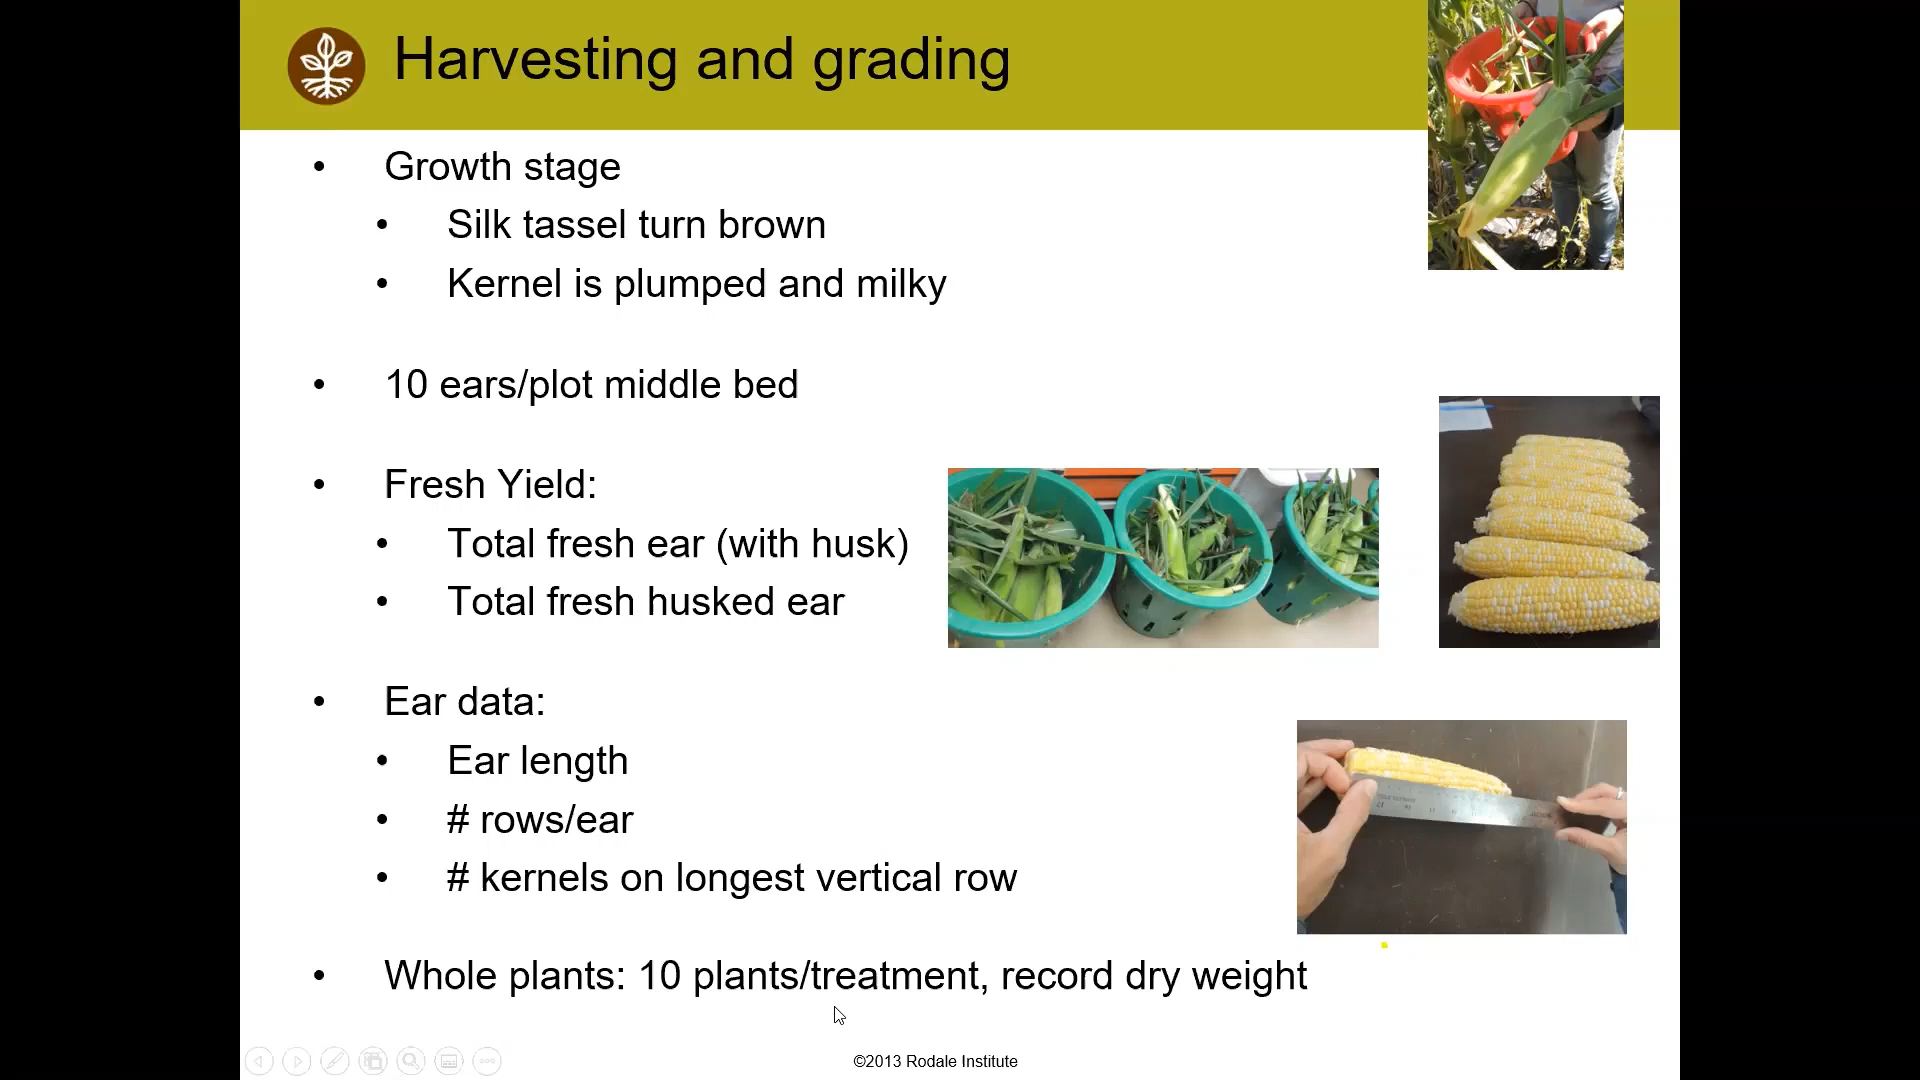 Harvesting and grading
• Growth stage
• Silk tassel turn brown
• Kernel is plumped and milky
• 10 ears/plot middle bed
• Fresh Yield:
• Total fresh ear (with husk)
• Total fresh husked ear
• Ear data:
• Ear length
• # rows/ear
• # kernels on longest vertical row
• Whole plants: 10 plants/treatment, record dry weight
©2013 Rodale Institute